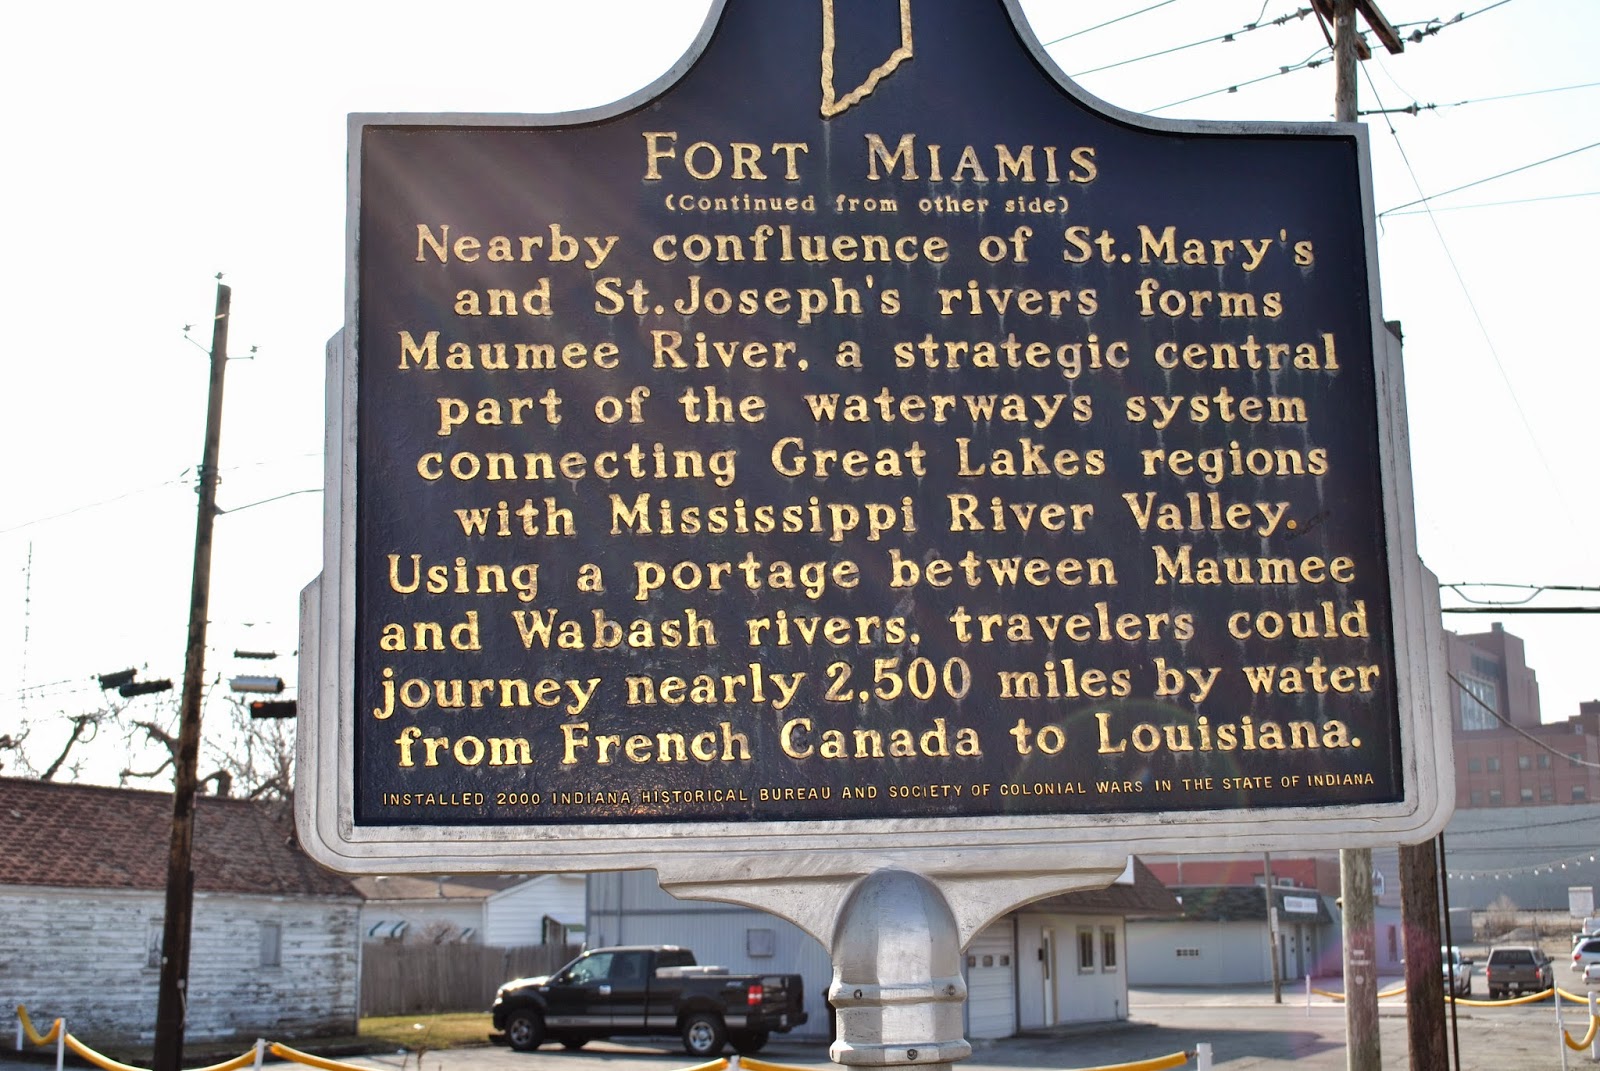 FORT MIAMIS
(Continued from other side)
Nearby confluence of St.Mary's
and St.Joseph's rivers forms
Maumee River, a strategic central
part of the waterways system
connecting Great Lakes regions
with Mississippi River Valley.
Using a portage between Maumee
and Wabash rivers, travelers could
journey nearly 2,500 miles by water
from French Canada to Louisiana.
INSTALLED 2000 INDIANA HISTORICAL BUREAU AND SOCIETY OF COLONIAL WARS IN THE STATE OF INDIANA